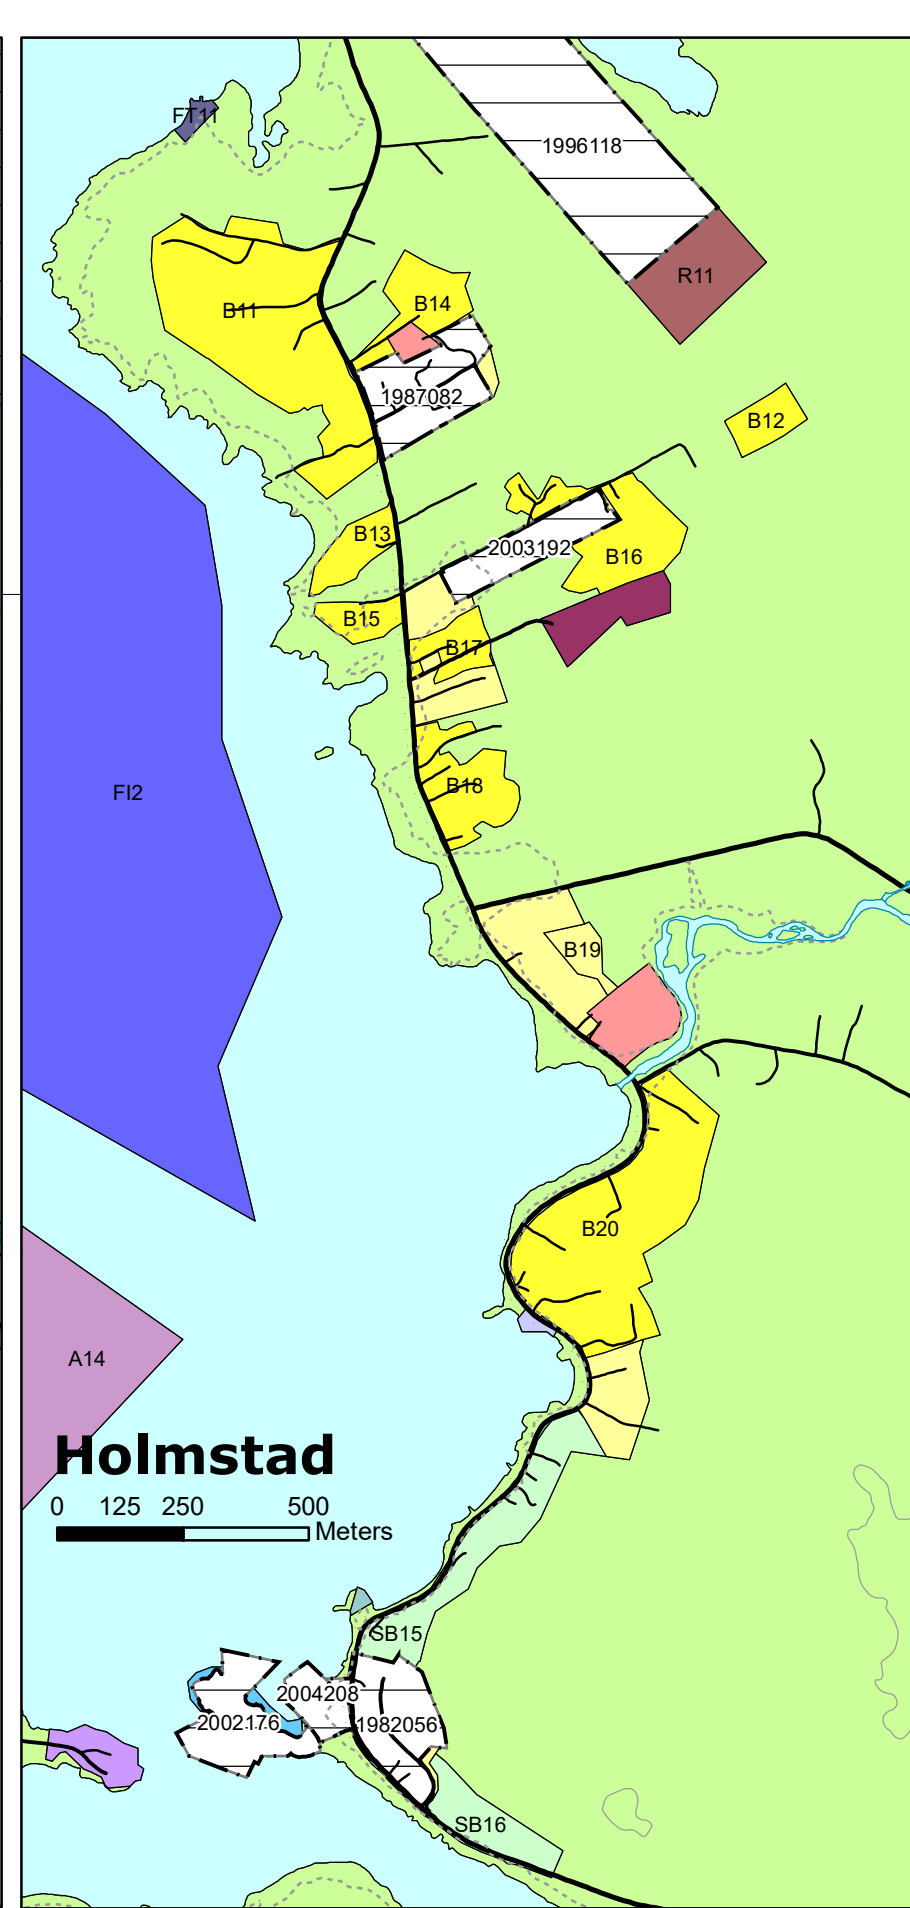 FT11
1996118
R11
B11
B14
1987082
B12
B13
2003192
B16
B15
B17
FI2
B18
B19
B20
A14
Holmstad
0 125 250 500
Meters
SB15
2004208
2002176
1982056
SB16